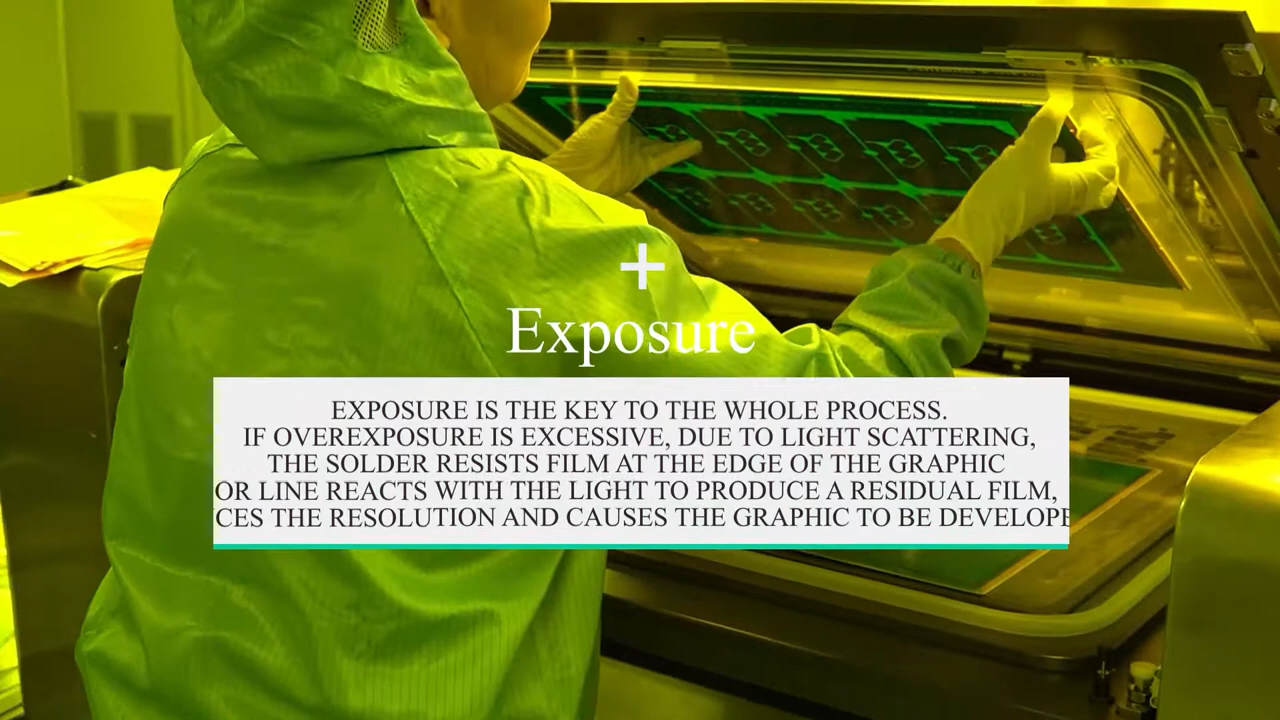 +
Exposure
EXPOSURE IS THE KEY TO THE WHOLE PROCESS.
IF OVEREXPOSURE IS EXCESSIVE, DUE TO LIGHT SCATTERING,
THE SOLDER RESISTS FILM AT THE EDGE OF THE GRAPHIC
OR LINE REACTS WITH THE LIGHT TO PRODUCE A RESIDUAL FILM,
THE RESOLUTION AND CAUSES THE GRAPHIC TO BE